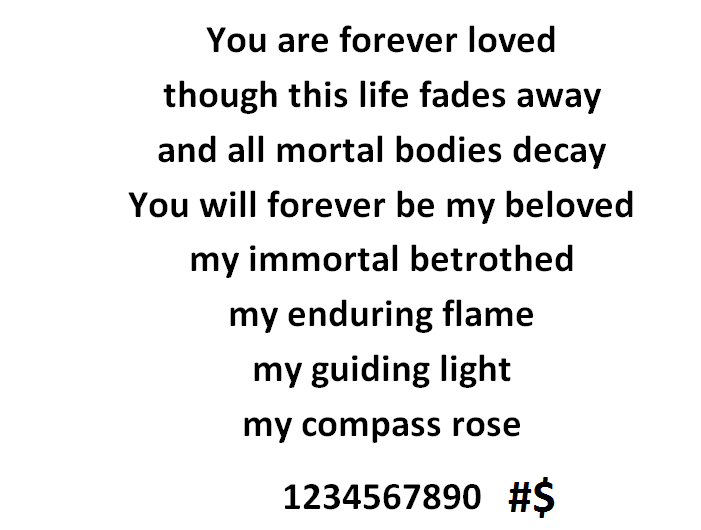 You are forever loved
though this life fades away
and all mortal bodies decay
You will forever be my beloved
my immortal betrothed
my enduring flame
my guiding light
my compass rose
1234567890 #$